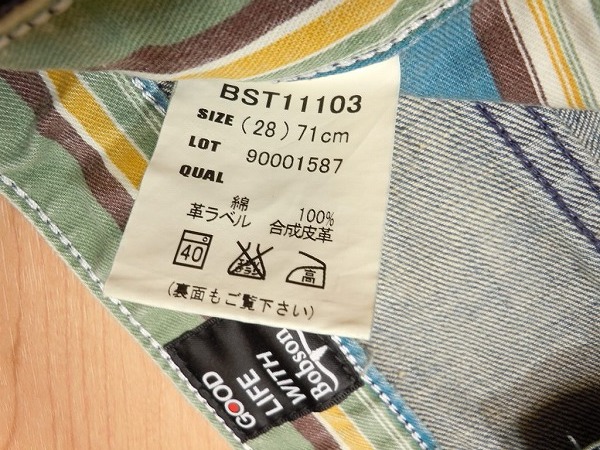 BST11103
SIZE (28) 71cm
LOT 90001587
QUAL
綿 100%
革ラベル 合成皮革
40 高
(裏面もご覧下さい)
GOOD
LIFE
WITH
Bobson